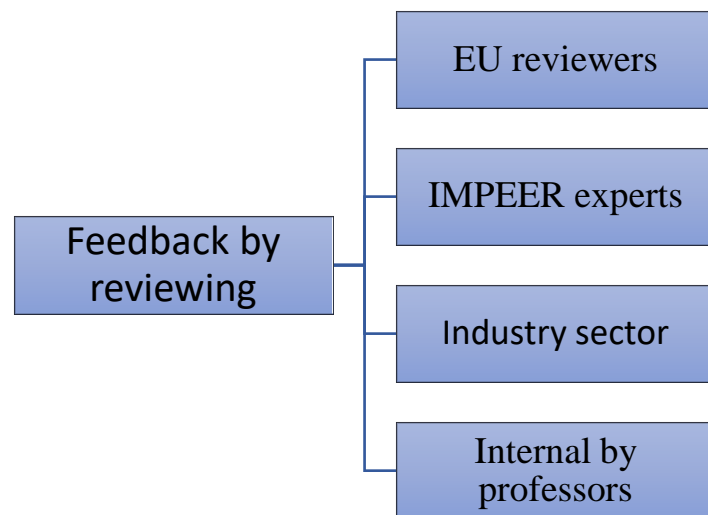 EU reviewers
IMPEER experts
Feedback by
reviewing
Industry sector
Internal by
professors